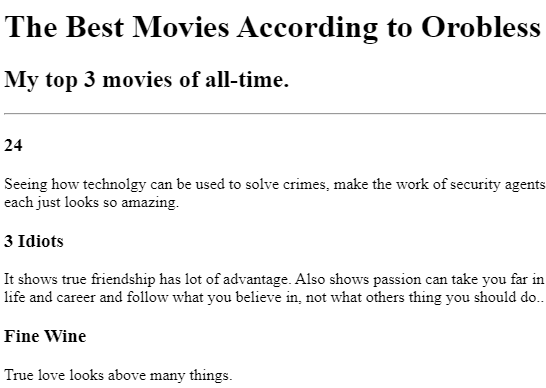 The Best Movies According to Orobless
My top 3 movies of all-time.
24
Seeing how technolgy can be used to solve crimes, make the work of security agents
each just looks so amazing.
3 Idiots
It shows true friendship has lot of advantage. Also shows passion can take you far in
life and career and follow what you believe in, not what others thing you should do..
Fine Wine
True love looks above many things.